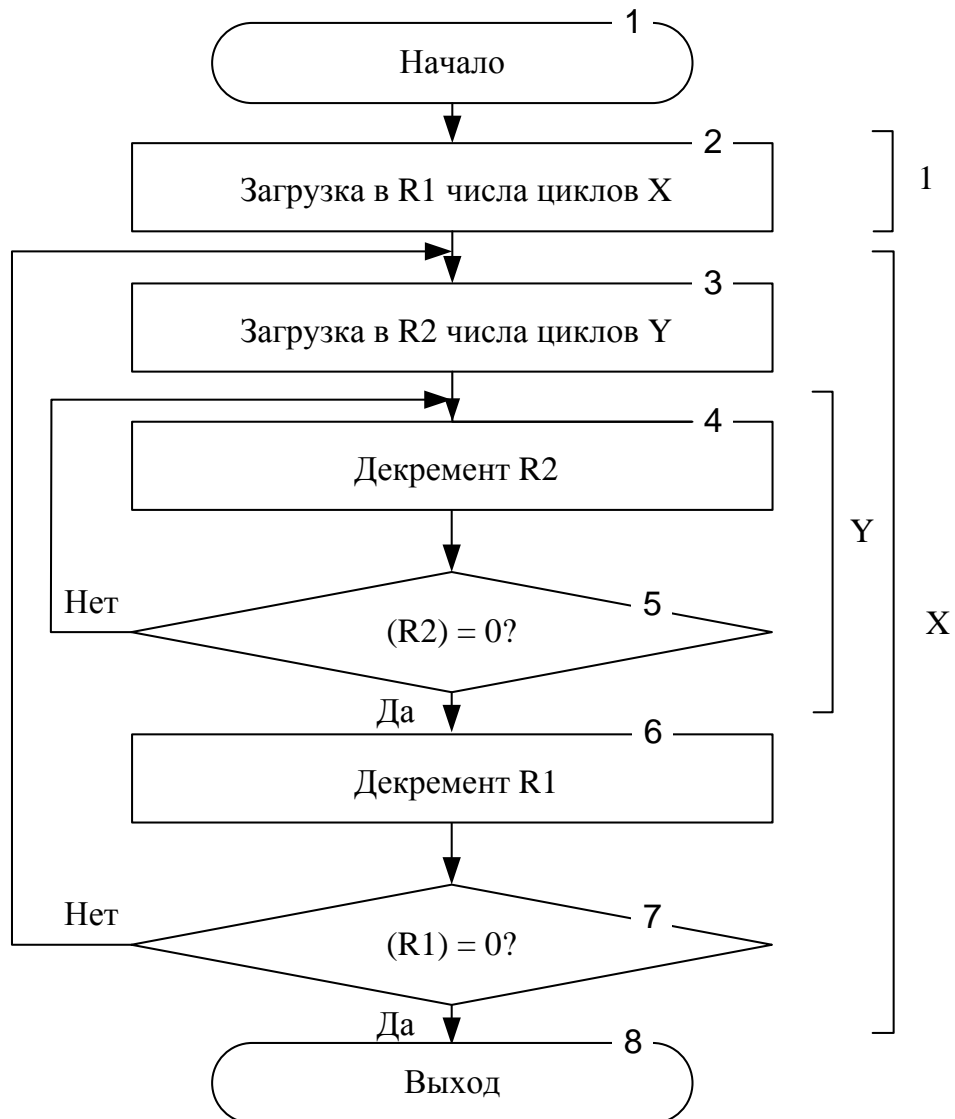 1
Начало
2
Загрузка в R1 числа циклов X
1
3
Загрузка в R2 числа циклов Y
4
Декремент R2
Y
Нет
5
(R2) = 0?
X
Да
6
Декремент R1
Нет
7
(R1) = 0?
Да
8
Выход